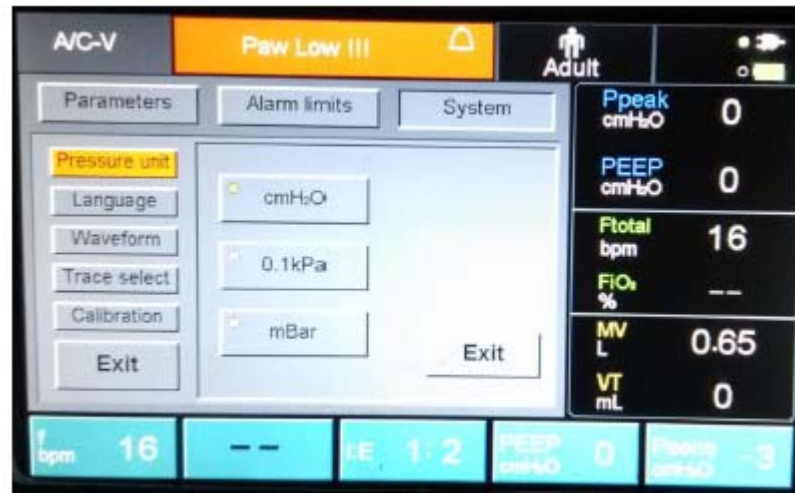 A/C-V
Paw Low !!!
Adult
Parameters
Alarm limits
System
Pressure unit
Language
Waveform
Trace select
Calibration
Exit
cmH₂O
0.1kPa
mBar
Exit
Ppeak 0
cmH₂O
PEEP 0
cmH₂O
Ftotal 16
bpm
FiO₂ --
%
MV 0.65
L
VT 0
mL
f
bpm 16
--
I:E 1:2
PEEP 0
cmH₂O
Psens -3
cmH₂O